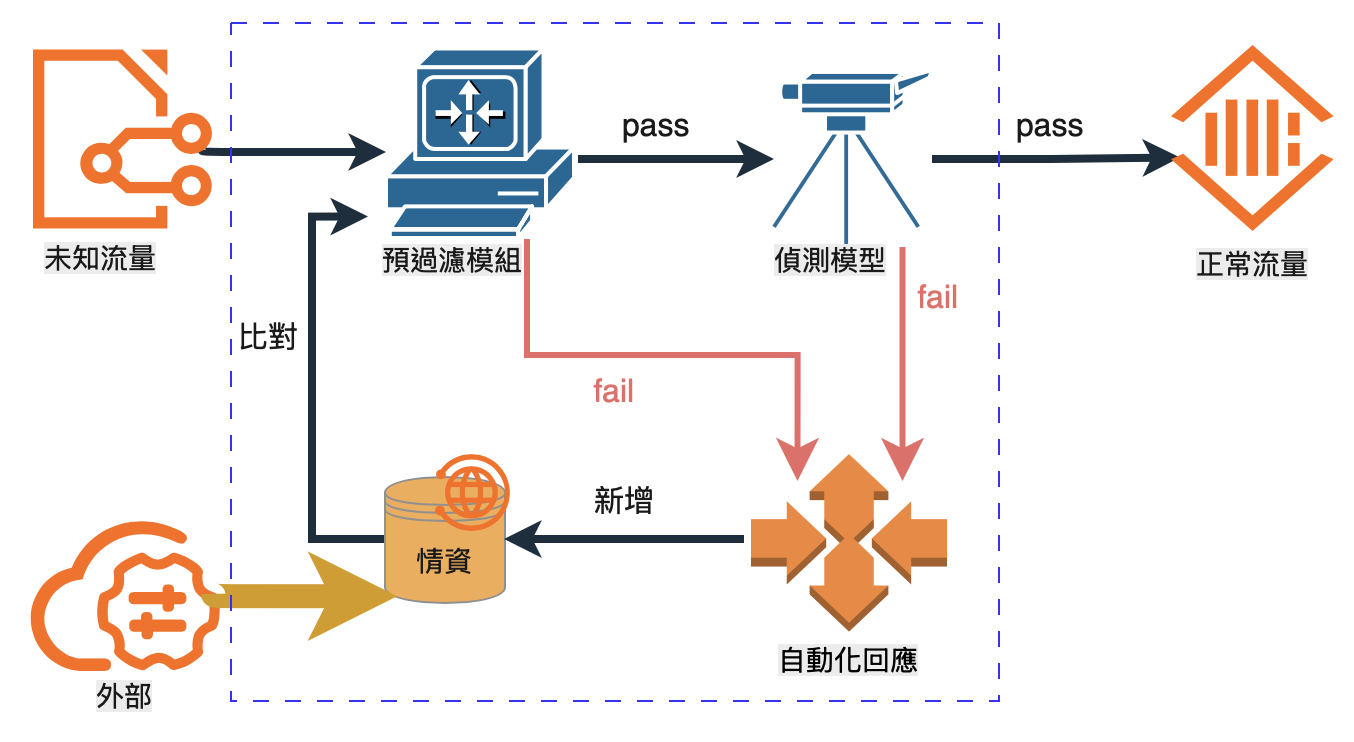 pass
pass
未知流量
預過濾模組
偵測模型
正常流量
fail
比對
fail
新增
情資
自動化回應
外部